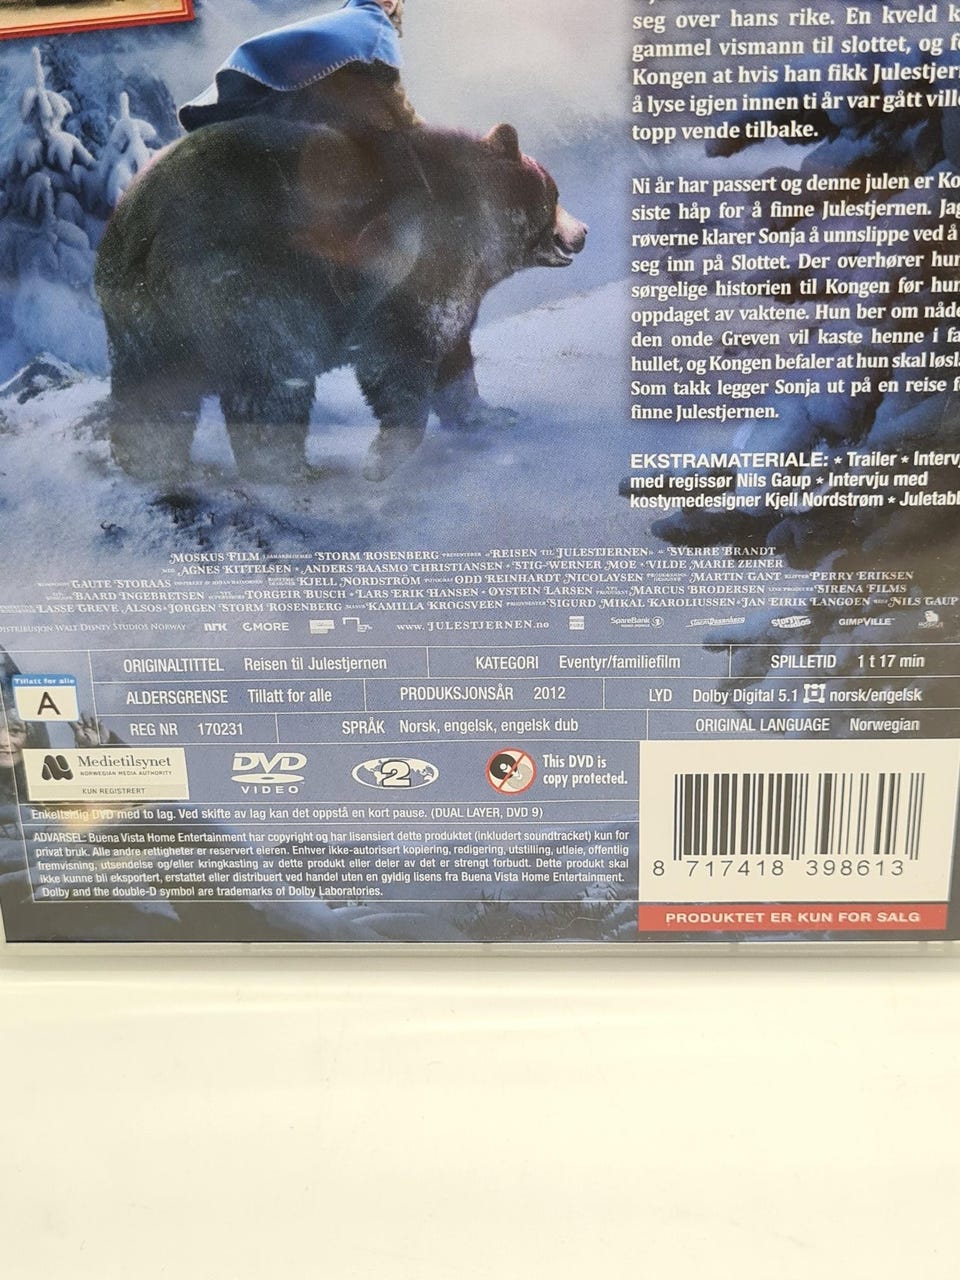 seg over hans rike. En kveld
gammel vismann til slottet, og
Kongen at hvis han fikk
å lyse igjen innen ti år var gått
topp vende tilbake.
Ni år har passert og denne julen er
siste håp for å finne Julestjernen.
røverne klarer Sonja å unnslippe ved å
seg inn på Slottet. Der overhører
sørgelige historien til Kongen før
oppdaget av vaktene. Hun ber om
den onde Greven vil kaste henne i
hullet, og Kongen befaler at hun skal
Som takk legger Sonja ut på en reise
finne Julestjernen.
EKSTRAMATERIALE: * Trailer *
med regissør Nils Gaup * Intervju med
kostymedesigner Kjell Nordstrøm *
MOSKUS FILM I SAMARBEID MED STORM ROSENBERG PRESENTERER «REISEN TIL JULESTJERNEN» SVERRE BRANDT
MED AGNES KITTELSEN • ANDERS BAASMO CHRISTIANSEN • STIG-WERNER MOE • VILDE MARIE ZEINER
GAUTE STORAAS KJELL NORDSTRÖM ODD REINHARDT NICOLAYSEN MARTIN GANT PERRY ERIKSEN
BAARD INGEBRETSEN TORGEIR BUSCH • LARS ERIK HANSEN • ØYSTEIN LARSEN MARCUS BRODERSEN SIRENA FILMS
LASSE GREVE ALSOS • JØRGEN STORM ROSENBERG KAMILLA KROGSVEEN SIGURD MIKAL KAROLIUSSEN • JAN EIRIK LANGØEN NILS GAUP
WALT DISNEY STUDIOS NORWAY NRK C MORE www.JULESTJERNEN.no SpareBank 1 StormRosenberg Storyline Studios GIMPVILLE MOSKUS
ORIGINALTITTEL Reisen til Julestjernen KATEGORI Eventyr/familiefilm SPILLETID 1 t 17 min
Tillatt for alle
A
ALDERSGRENSE Tillatt for alle PRODUKSJONSÅR 2012 LYD Dolby Digital 5.1 norsk/engelsk
REG NR 170231 SPRÅK Norsk, engelsk, engelsk dub ORIGINAL LANGUAGE Norwegian
Medietilsynet
NORWEGIAN MEDIA AUTHORITY
KUN REGISTRERT
DVD
VIDEO
2
This DVD is
copy protected.
Enkeltsidig DVD med to lag. Ved skifte av lag kan det oppstå en kort pause. (DUAL LAYER, DVD 9)
ADVARSEL: Buena Vista Home Entertainment har copyright og har lisensiert dette produktet (inkludert soundtracket) kun for
privat bruk. Alle andre rettigheter er reservert eieren. Enhver ikke-autorisert kopiering, redigering, utstilling, utleie, offentlig
fremvisning, utsendelse og/eller kringkasting av dette produkt eller deler av det er strengt forbudt. Dette produkt skal
ikke kunne bli eksportert, erstattet eller distribuert ved handel uten en gyldig lisens fra Buena Vista Home Entertainment.
Dolby and the double-D symbol are trademarks of Dolby Laboratories.
8 717418 398613
PRODUKTET ER KUN FOR SALG